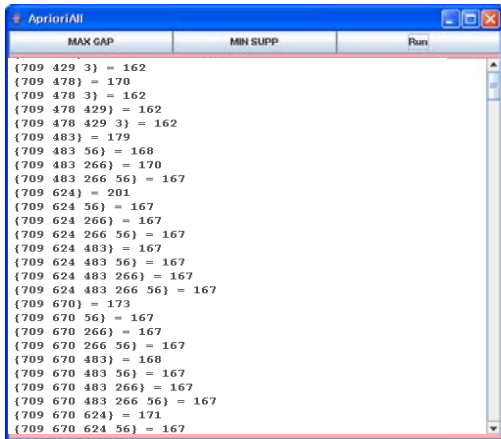 AprioriAll
MAX GAP MIN SUPP Run
{709 429 3} = 162
{709 478} = 170
{709 478 3} = 162
{709 478 429} = 162
{709 478 429 3} = 162
{709 483} = 179
{709 483 56} = 168
{709 483 266} = 170
{709 483 266 56} = 167
{709 624} = 201
{709 624 56} = 167
{709 624 266} = 167
{709 624 266 56} = 167
{709 624 483} = 167
{709 624 483 56} = 167
{709 624 483 266} = 167
{709 624 483 266 56} = 167
{709 670} = 173
{709 670 56} = 167
{709 670 266} = 167
{709 670 266 56} = 167
{709 670 483} = 168
{709 670 483 56} = 167
{709 670 483 266} = 167
{709 670 483 266 56} = 167
{709 670 624} = 171
{709 670 624 56} = 167